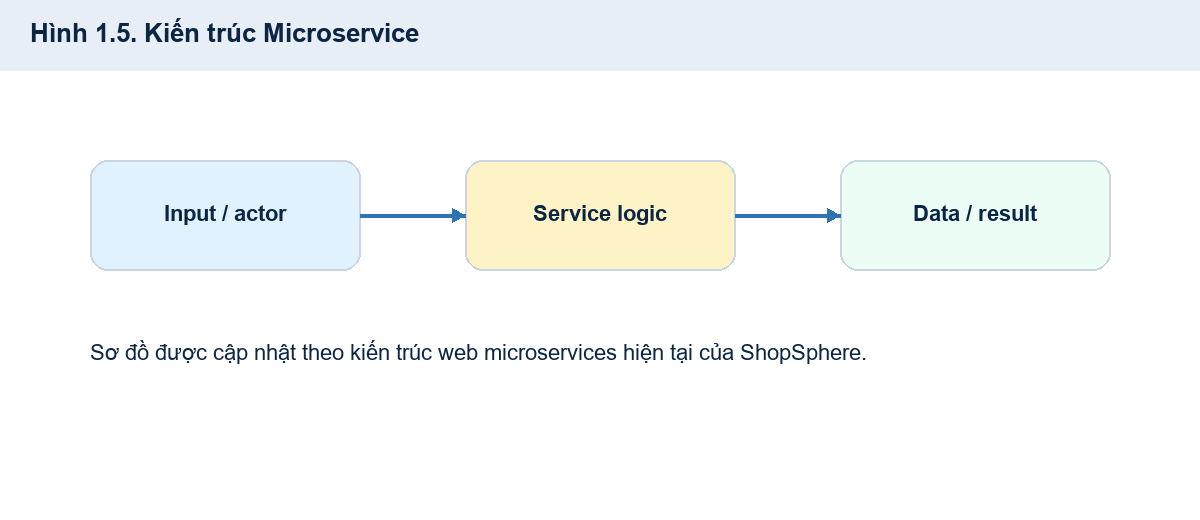 Hình 1.5. Kiến trúc Microservice
Input / actor
Service logic
Data / result
Sơ đồ được cập nhật theo kiến trúc web microservices hiện tại của ShopSphere.